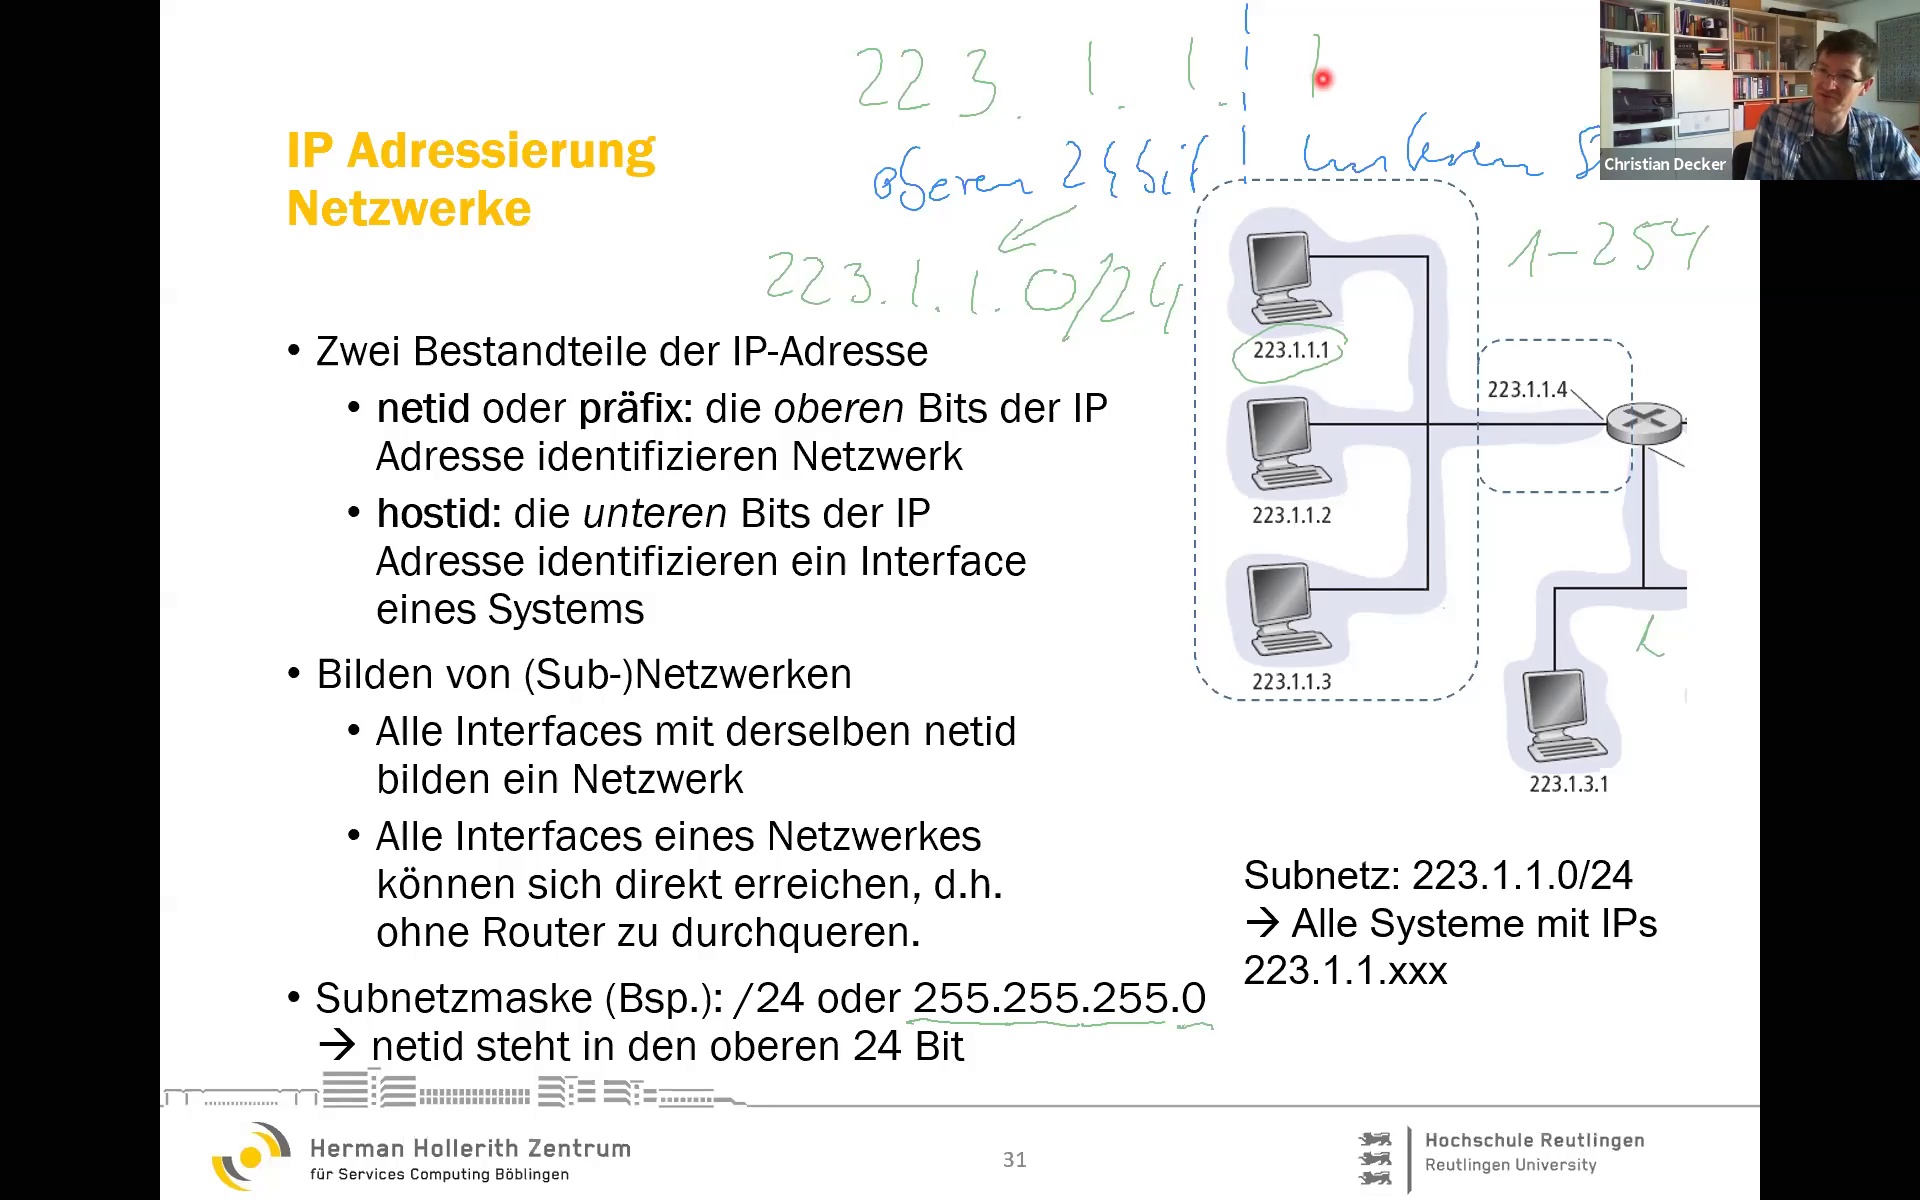 223.1.1.1
oberen 24 bit
unteren
Christian Decker
IP Adressierung
Netzwerke
223.1.1.0/24
1-254
• Zwei Bestandteile der IP-Adresse
• netid oder präfix: die oberen Bits der IP
Adresse identifizieren Netzwerk
• hostid: die unteren Bits der IP
Adresse identifizieren ein Interface
eines Systems
• Bilden von (Sub-)Netzwerken
• Alle Interfaces mit derselben netid
bilden ein Netzwerk
• Alle Interfaces eines Netzwerkes
können sich direkt erreichen, d.h.
ohne Router zu durchqueren.
• Subnetzmaske (Bsp.): /24 oder 255.255.255.0
→ netid steht in den oberen 24 Bit
223.1.1.1
223.1.1.4
223.1.1.2
223.1.1.3
223.1.3.1
Subnetz: 223.1.1.0/24
→ Alle Systeme mit IPs
223.1.1.xxx
Herman Hollerith Zentrum
für Services Computing Böblingen
31
Hochschule Reutlingen
Reutlingen University